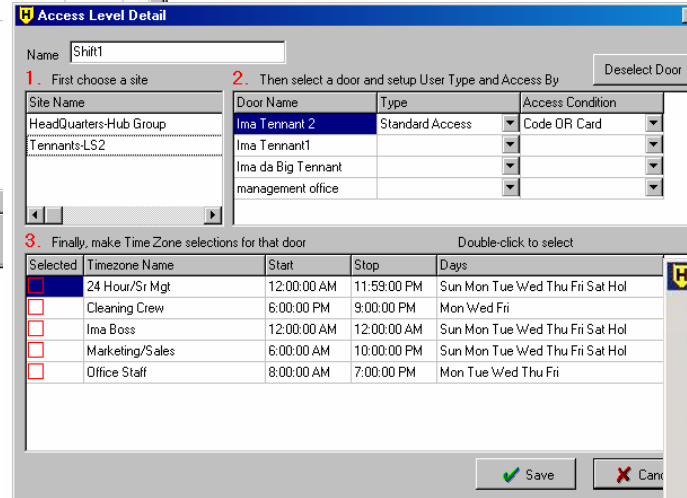 Access Level Detail
Name Shift1
1. First choose a site
2. Then select a door and setup User Type and Access By
Deselect Door
Site Name
HeadQuarters-Hub Group
Tennants-LS2
Door Name Type Access Condition
Ima Tennant 2 Standard Access Code OR Card
Ima Tennant1
Ima da Big Tennant
management office
3. Finally, make Time Zone selections for that door Double-click to select
Selected Timezone Name Start Stop Days
24 Hour/Sr Mgt 12:00:00 AM 11:59:00 PM Sun Mon Tue Wed Thu Fri Sat Hol
Cleaning Crew 6:00:00 PM 9:00:00 PM Mon Wed Fri
Ima Boss 12:00:00 AM 12:00:00 AM Sun Mon Tue Wed Thu Fri Sat Hol
Marketing/Sales 6:00:00 AM 10:00:00 PM Sun Mon Tue Wed Thu Fri Sat Hol
Office Staff 8:00:00 AM 7:00:00 PM Mon Tue Wed Thu Fri
Save Canc